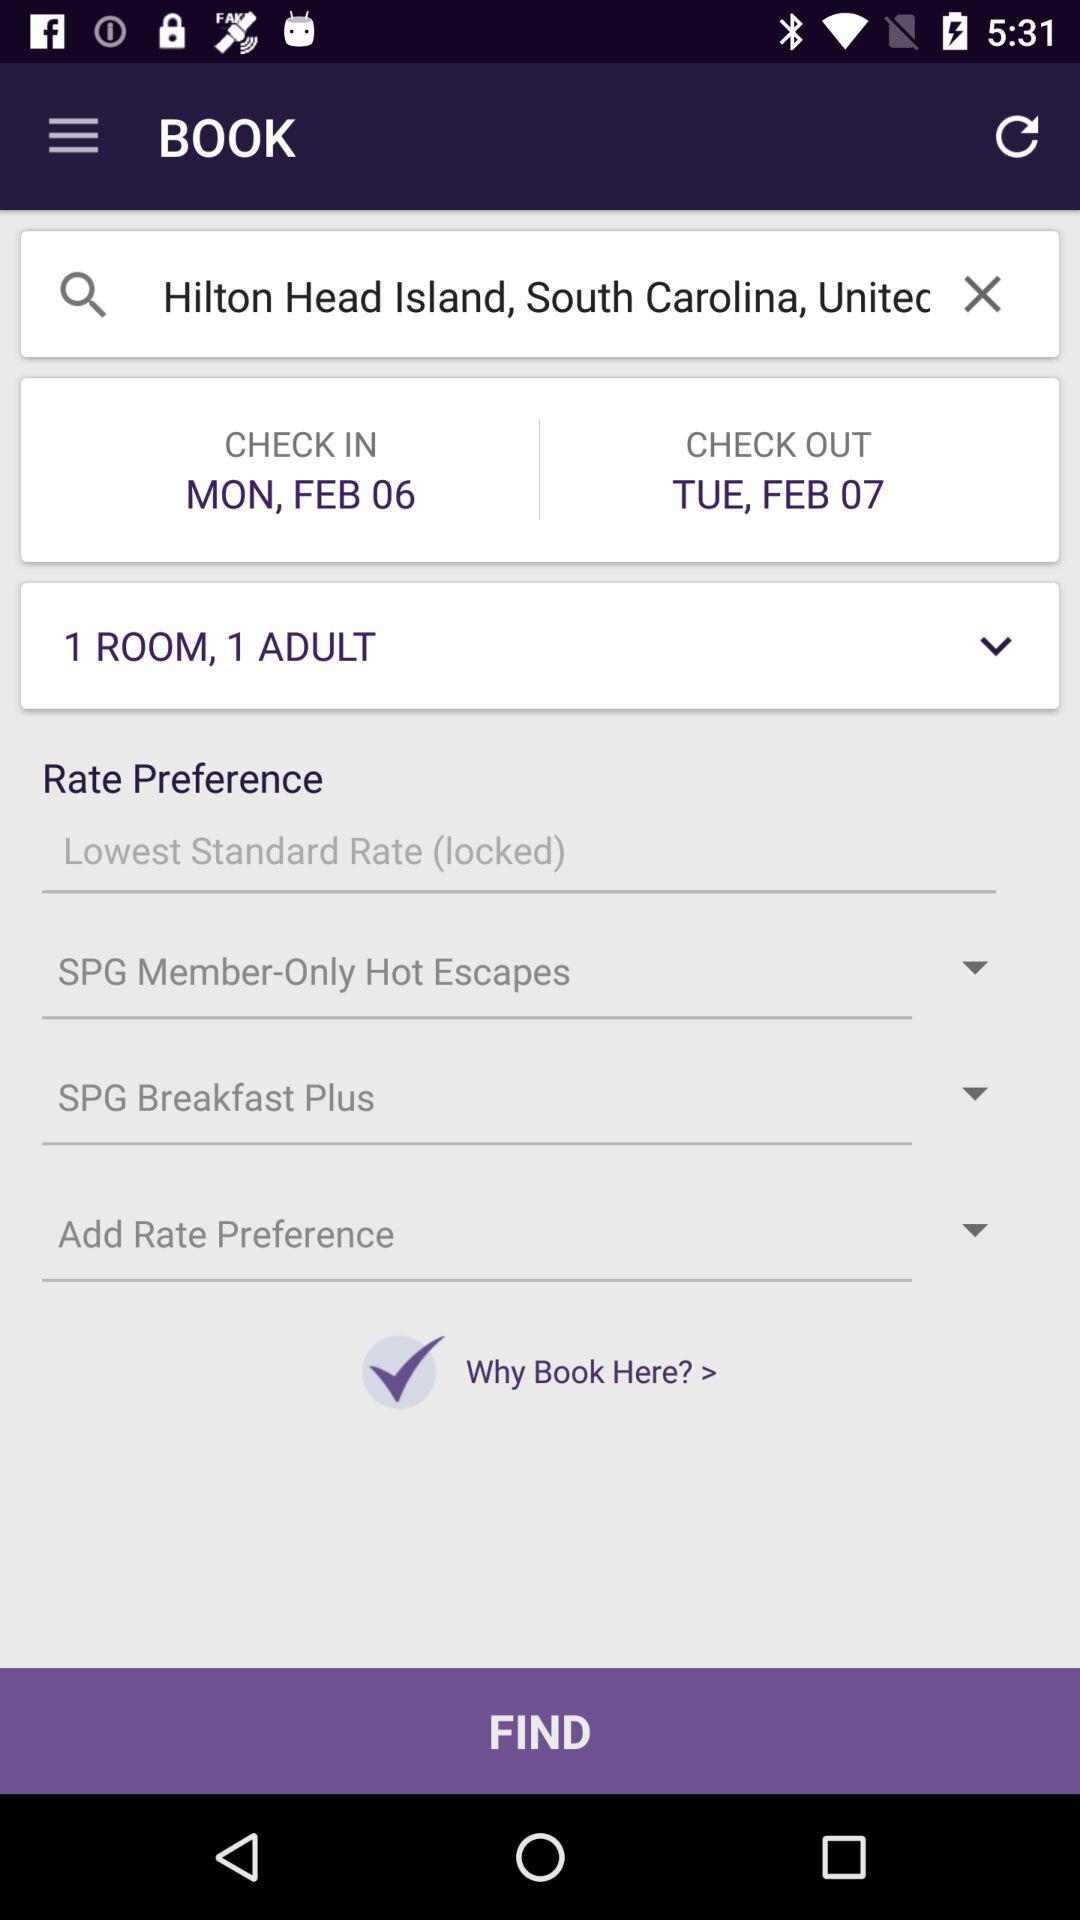 FAKE
5:31
BOOK
Hilton Head Island, South Carolina, United
CHECK IN
CHECK OUT
MON, FEB 06
TUE, FEB 07
1 ROOM, 1 ADULT
Rate Preference
Lowest Standard Rate (locked)
SPG Member-Only Hot Escapes
SPG Breakfast Plus
Add Rate Preference
Why Book Here? >
FIND